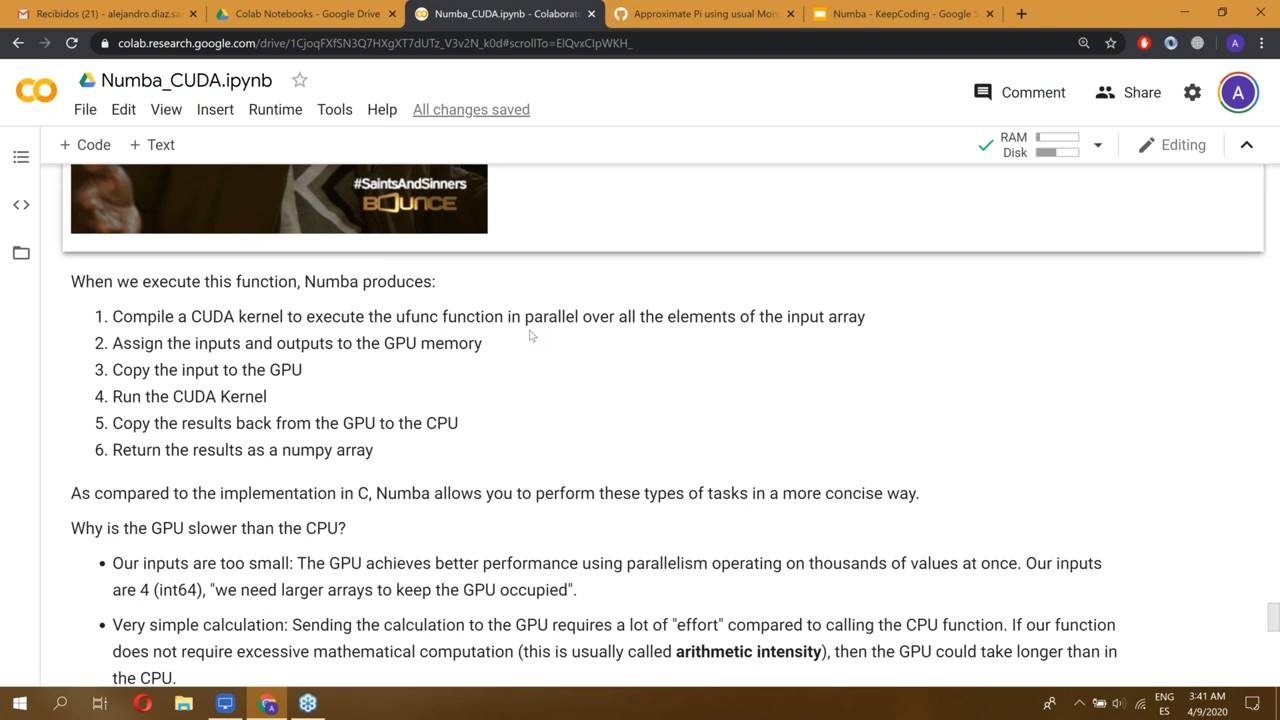 Recibidos (21) - alejandro.diaz.sa
Colab Notebooks - Google Drive
Numba_CUDA.ipynb - Colaborat
Approximate Pi using usual Mon
Numba - KeepCoding - Google S
colab.research.google.com/drive/1CjoqFXfSN3Q7HXgXT7dUTz_V3v2N_k0d#scrollTo=ElQvxClpWKH_
A
CO
Numba_CUDA.ipynb
Comment
Share
A
File
Edit
View
Insert
Runtime
Tools
Help
All changes saved
+ Code
+ Text
RAM
Disk
Editing
#SaintsAndSinners
BOUNCE
When we execute this function, Numba produces:
1. Compile a CUDA kernel to execute the ufunc function in parallel over all the elements of the input array
2. Assign the inputs and outputs to the GPU memory
3. Copy the input to the GPU
4. Run the CUDA Kernel
5. Copy the results back from the GPU to the CPU
6. Return the results as a numpy array
As compared to the implementation in C, Numba allows you to perform these types of tasks in a more concise way.
Why is the GPU slower than the CPU?
• Our inputs are too small: The GPU achieves better performance using parallelism operating on thousands of values at once. Our inputs
are 4 (int64), "we need larger arrays to keep the GPU occupied".
• Very simple calculation: Sending the calculation to the GPU requires a lot of "effort" compared to calling the CPU function. If our function
does not require excessive mathematical computation (this is usually called arithmetic intensity), then the GPU could take longer than in
the CPU.
ENG
ES
3:41 AM
4/9/2020